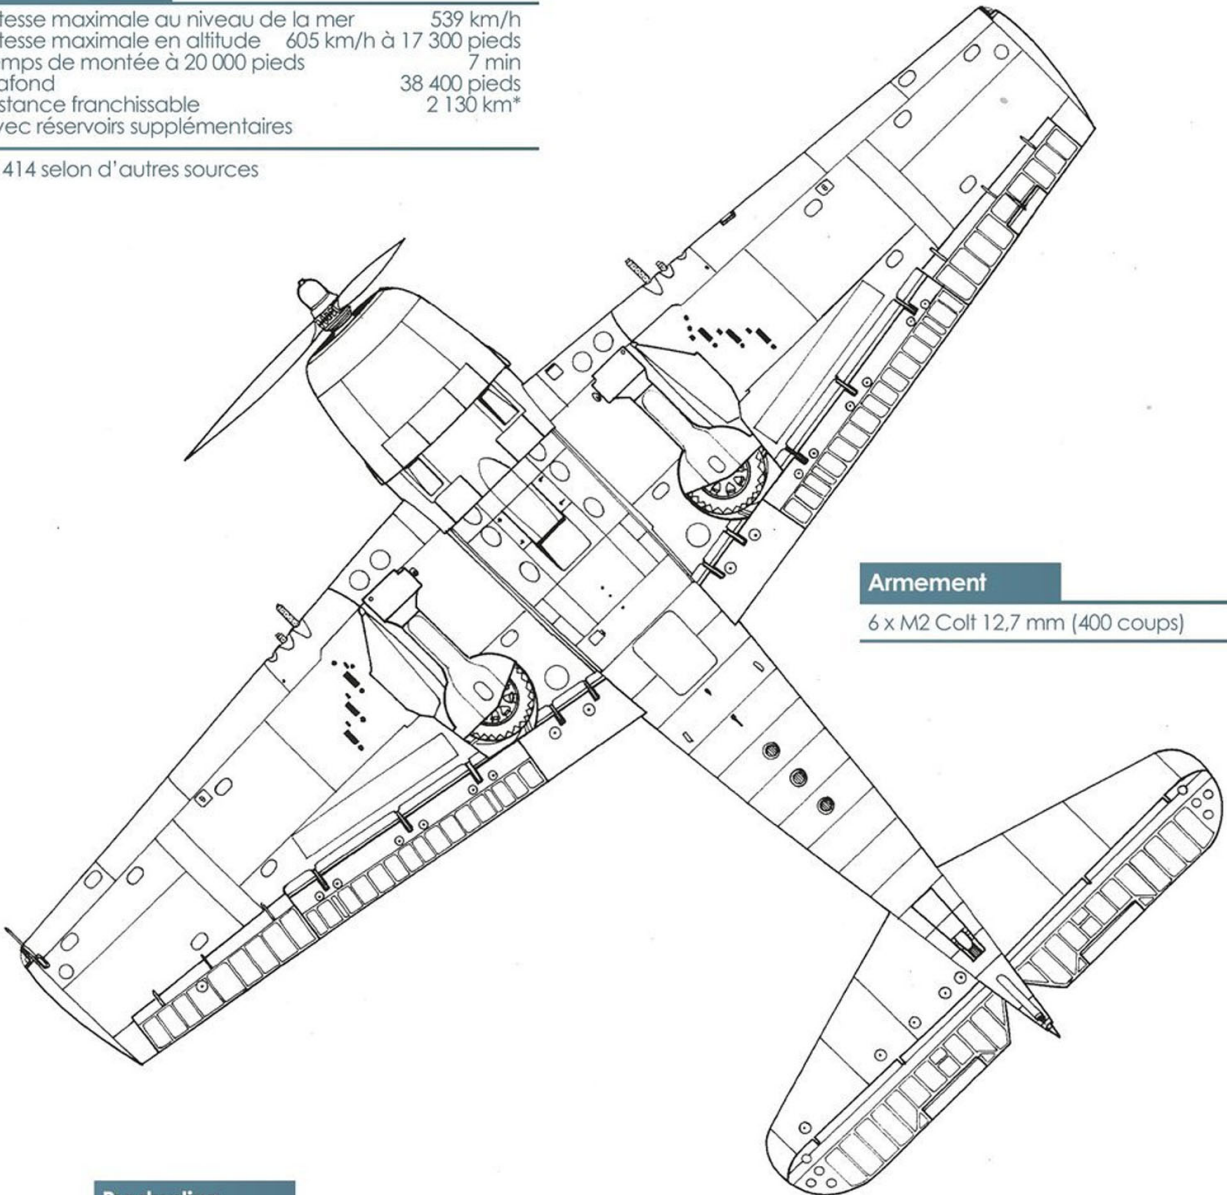 tesse maximale au niveau de la mer 539 km/h
tesse maximale en altitude 605 km/h à 17 300 pieds
mps de montée à 20 000 pieds 7 min
afond 38 400 pieds
stance franchissable 2 130 km*
vec réservoirs supplémentaires
414 selon d'autres sources
Armement
6 x M2 Colt 12,7 mm (400 coups)